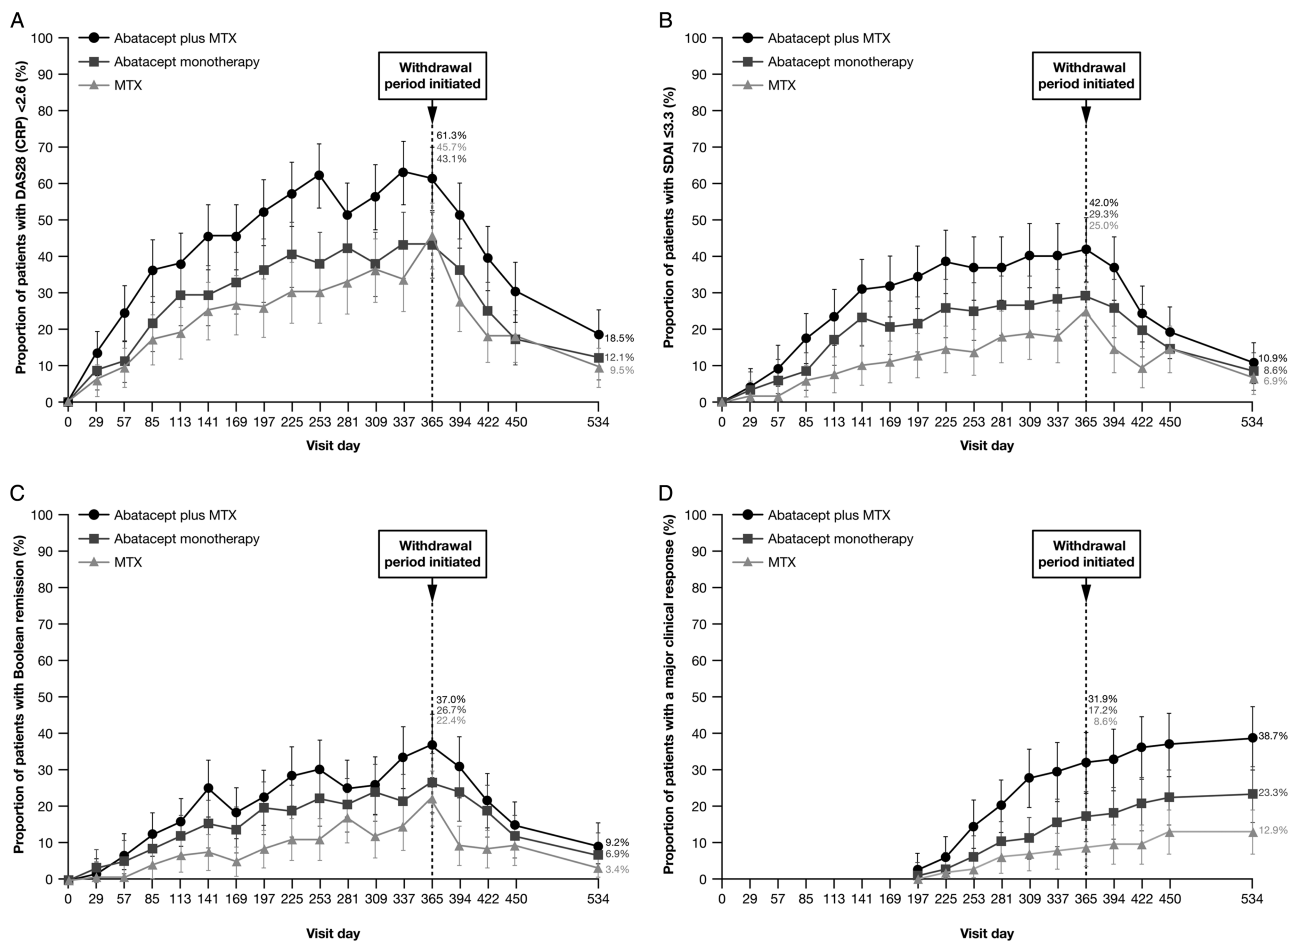 A
Abatacept plus MTX
Abatacept monotherapy
MTX
Withdrawal
period initiated
Proportion of patients with DAS28 (CRP) <2.6 (%)
100
90
80
70
60
50
40
30
20
10
0
61.3%
45.7%
43.1%
18.5%
12.1%
9.5%
0 29 57 85 113 141 169 197 225 253 281 309 337 365 394 422 450 534
Visit day
B
Abatacept plus MTX
Abatacept monotherapy
MTX
Withdrawal
period initiated
Proportion of patients with SDAI ≤3.3 (%)
100
90
80
70
60
50
40
30
20
10
0
42.0%
29.3%
25.0%
10.9%
8.6%
6.9%
0 29 57 85 113 141 169 197 225 253 281 309 337 365 394 422 450 534
Visit day
C
Abatacept plus MTX
Abatacept monotherapy
MTX
Withdrawal
period initiated
Proportion of patients with Boolean remission (%)
100
90
80
70
60
50
40
30
20
10
0
37.0%
26.7%
22.4%
9.2%
6.9%
3.4%
0 29 57 85 113 141 169 197 225 253 281 309 337 365 394 422 450 534
Visit day
D
Abatacept plus MTX
Abatacept monotherapy
MTX
Withdrawal
period initiated
Proportion of patients with a major clinical response (%)
100
90
80
70
60
50
40
30
20
10
0
31.9%
17.2%
8.6%
38.7%
23.3%
12.9%
0 29 57 85 113 141 169 197 225 253 281 309 337 365 394 422 450 534
Visit day